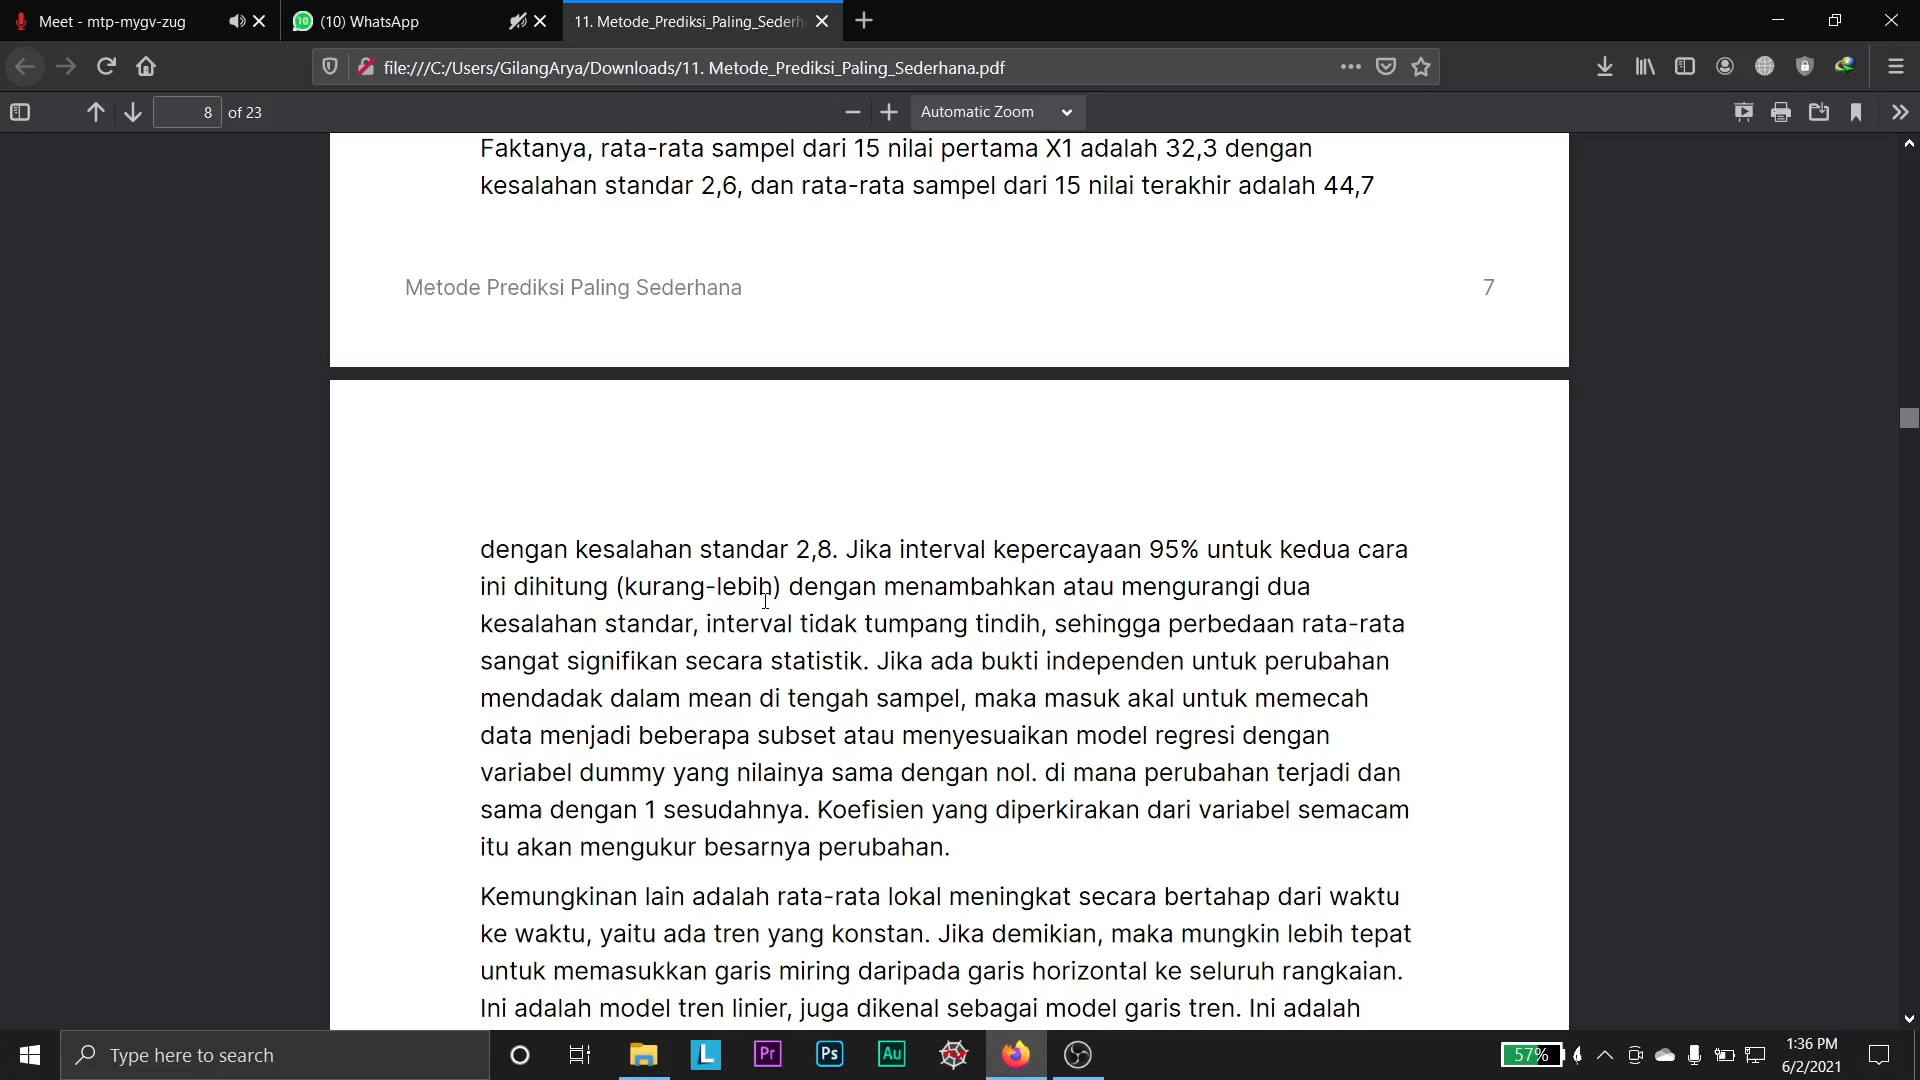 Meet - mtp-mygv-zug
(10) WhatsApp
11. Metode_Prediksi_Paling_Sederh
file:///C:/Users/GilangArya/Downloads/11. Metode_Prediksi_Paling_Sederhana.pdf
8 of 23
Automatic Zoom
Faktanya, rata-rata sampel dari 15 nilai pertama X1 adalah 32,3 dengan
kesalahan standar 2,6, dan rata-rata sampel dari 15 nilai terakhir adalah 44,7
Metode Prediksi Paling Sederhana 7
dengan kesalahan standar 2,8. Jika interval kepercayaan 95% untuk kedua cara
ini dihitung (kurang-lebih) dengan menambahkan atau mengurangi dua
kesalahan standar, interval tidak tumpang tindih, sehingga perbedaan rata-rata
sangat signifikan secara statistik. Jika ada bukti independen untuk perubahan
mendadak dalam mean di tengah sampel, maka masuk akal untuk memecah
data menjadi beberapa subset atau menyesuaikan model regresi dengan
variabel dummy yang nilainya sama dengan nol. di mana perubahan terjadi dan
sama dengan 1 sesudahnya. Koefisien yang diperkirakan dari variabel semacam
itu akan mengukur besarnya perubahan.
Kemungkinan lain adalah rata-rata lokal meningkat secara bertahap dari waktu
ke waktu, yaitu ada tren yang konstan. Jika demikian, maka mungkin lebih tepat
untuk memasukkan garis miring daripada garis horizontal ke seluruh rangkaian.
Ini adalah model tren linier, juga dikenal sebagai model garis tren. Ini adalah
Type here to search
L
Pr
Ps
Au
57%
1:36 PM
6/2/2021